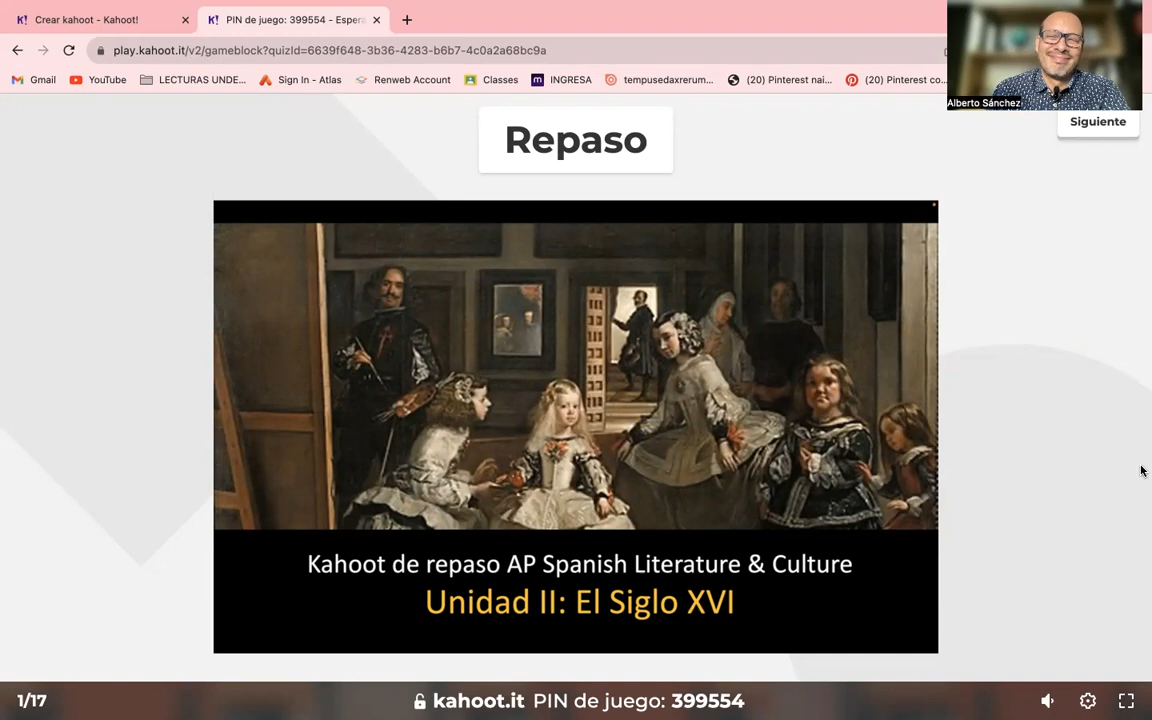 Crear kahoot - Kahoot!
PIN de juego: 399554 - Espera
play.kahoot.it/v2/gameblock?quizId=6639f648-3b36-4283-b6b7-4c0a2a68bc9a
Gmail
YouTube
LECTURAS UNDE...
Sign In - Atlas
Renweb Account
Classes
INGRESA
tempusedaxrerum...
(20) Pinterest nai...
(20) Pinterest co...
Alberto Sánchez
Siguiente
Repaso
Kahoot de repaso AP Spanish Literature & Culture
Unidad II: El Siglo XVI
1/17
kahoot.it PIN de juego: 399554